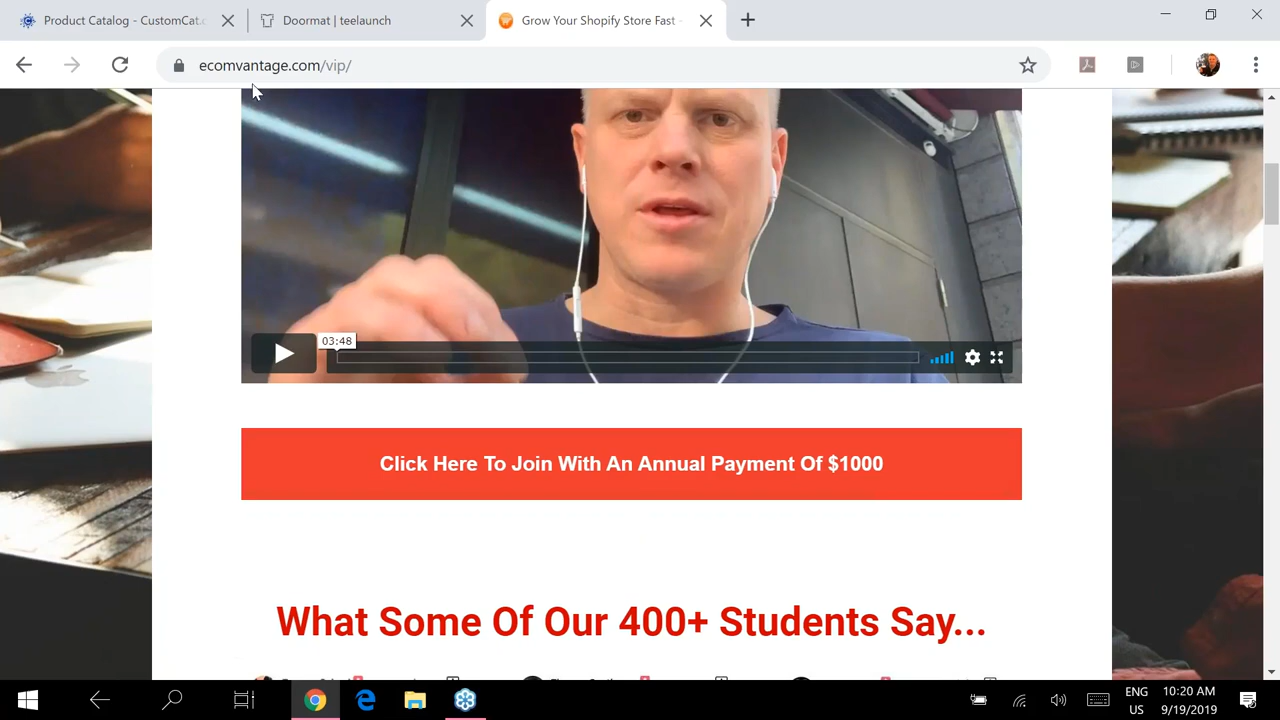 Product Catalog - CustomCat.c
Doormat | teelaunch
Grow Your Shopify Store Fast -
ecomvantage.com/vip/
03:48
Click Here To Join With An Annual Payment Of $1000
What Some Of Our 400+ Students Say...
ENG
US
10:20 AM
9/19/2019